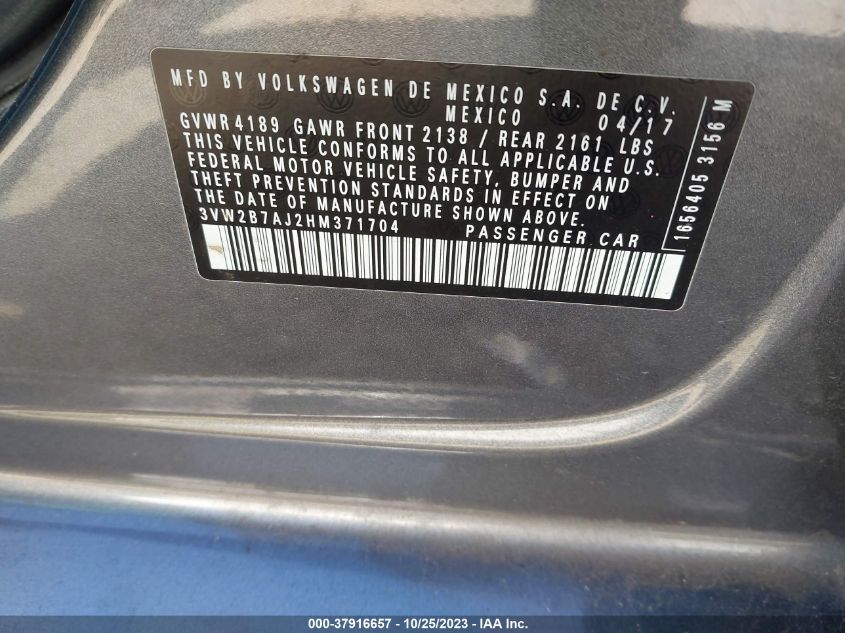 MFD BY VOLKSWAGEN DE MEXICO S.A. DE C.V.
MEXICO 04/17
GVWR 4189 GAWR FRONT 2138 / REAR 2161 LBS
THIS VEHICLE CONFORMS TO ALL APPLICABLE U.S.
FEDERAL MOTOR VEHICLE SAFETY, BUMPER AND
THEFT PREVENTION STANDARDS IN EFFECT ON
THE DATE OF MANUFACTURE SHOWN ABOVE.
3VW2B7AJ2HM371704 PASSENGER CAR
1656405 3156 M
000-37916657 - 10/25/2023 - IAA Inc.